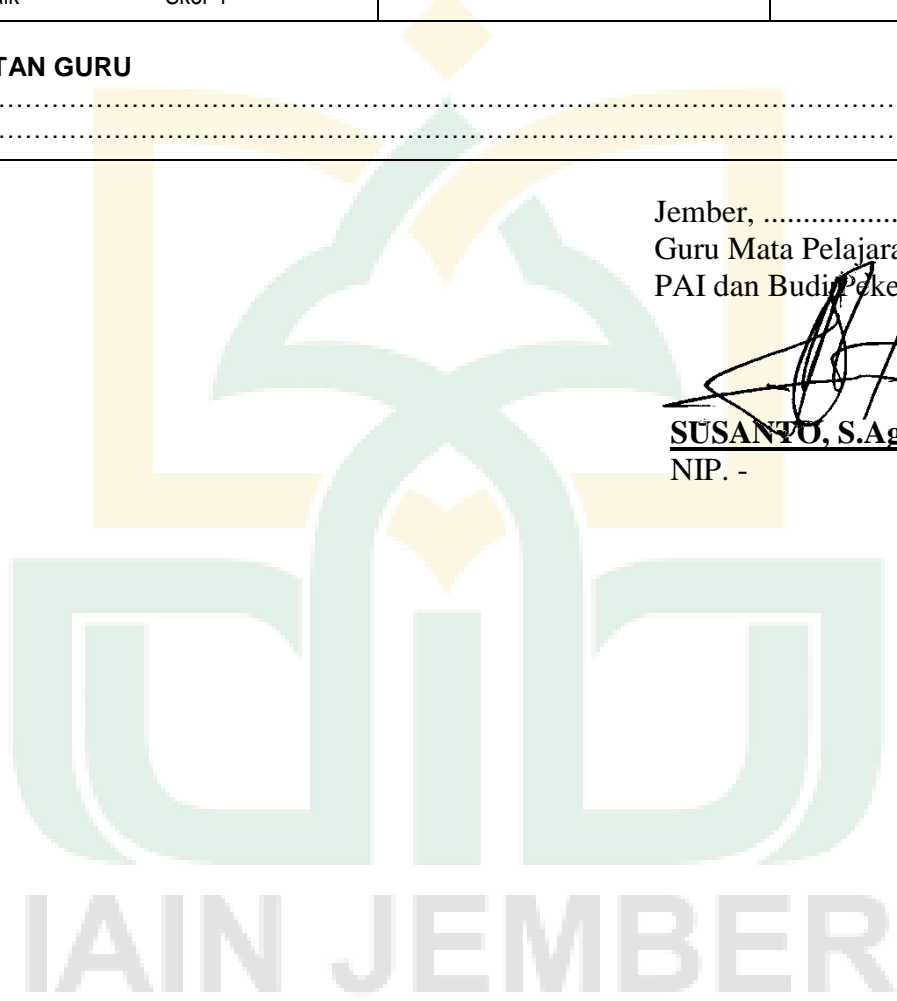 TAN GURU
........................................................................................................
........................................................................................................
Jember, .................
Guru Mata Pelajara
PAI dan Budi Peke
SUSANTO, S.Ag
NIP. -
IAIN JEMBER